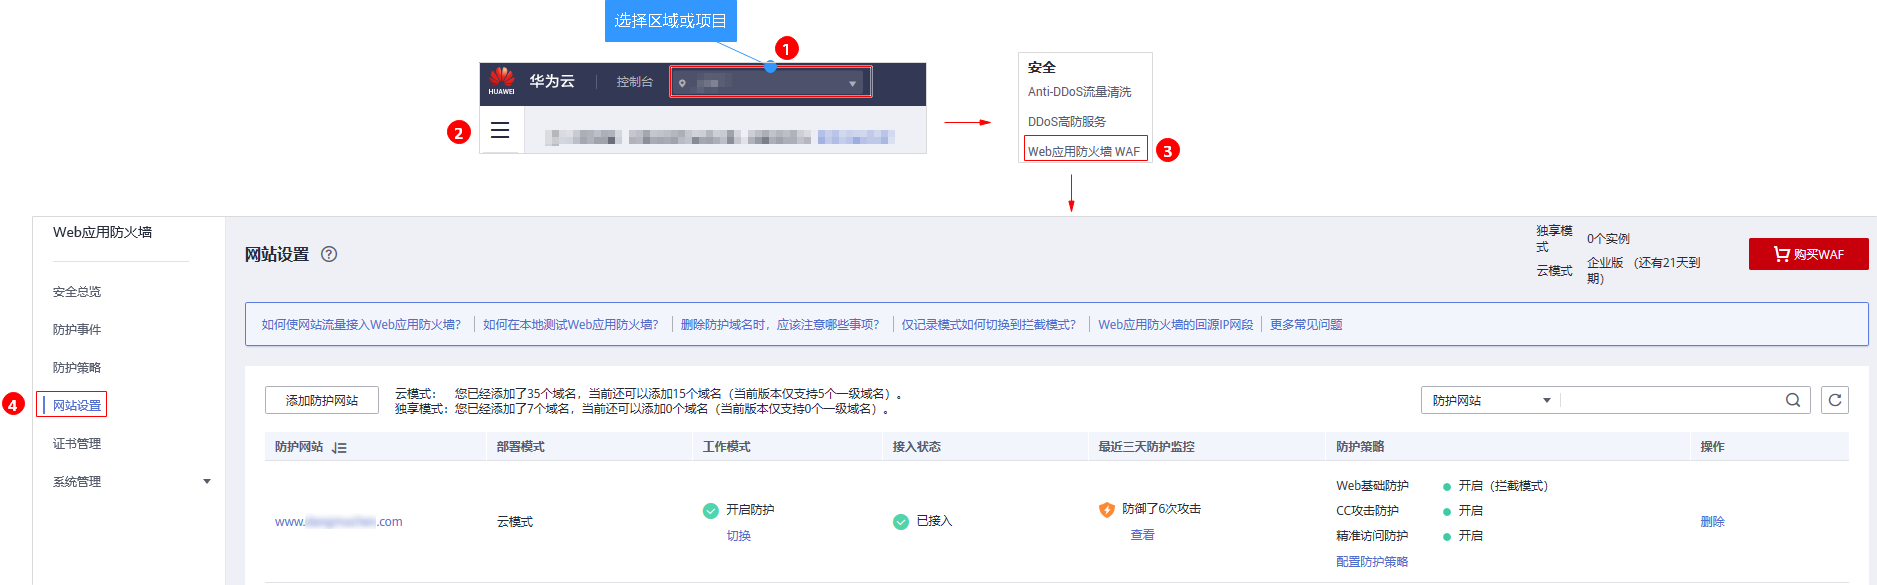 选择区域或项目
1
HUAWEI
华为云
控制台
2
安全
Anti-DDoS流量清洗
DDoS高防服务
Web应用防火墙 WAF
3
Web应用防火墙
安全总览
防护事件
防护策略
4
网站设置
证书管理
系统管理
网站设置
独享模式
0个实例
云模式
企业版 （还有21天到期）
购买WAF
如何使网站流量接入Web应用防火墙？
如何在本地测试Web应用防火墙？
删除防护域名时，应该注意哪些事项？
仅记录模式如何切换到拦截模式？
Web应用防火墙的回源IP网段
更多常见问题
添加防护网站
云模式： 您已经添加了35个域名，当前还可以添加15个域名（当前版本仅支持5个一级域名）。
独享模式：您已经添加了7个域名，当前还可以添加0个域名（当前版本仅支持0个一级域名）。
防护网站
防护网站 部署模式 工作模式 接入状态 最近三天防护监控 防护策略 操作
www. .com
云模式
开启防护
切换
已接入
防御了6次攻击
查看
Web基础防护 开启（拦截模式）
CC攻击防护 开启
精准访问防护 开启
配置防护策略
删除